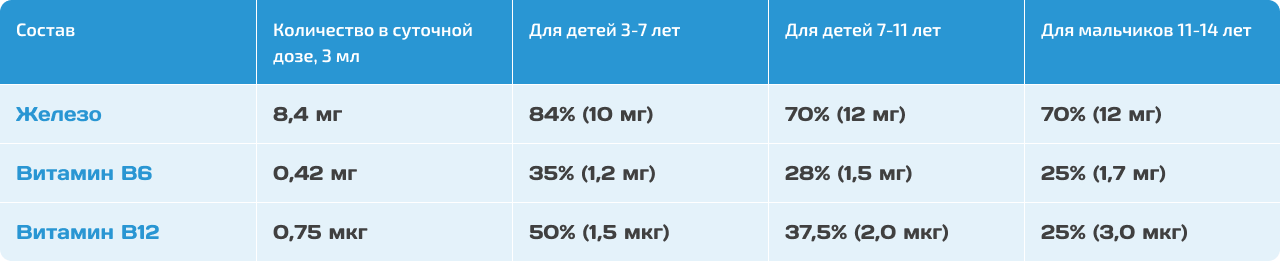 Состав
Количество в суточной
дозе, 3 мл
Для детей 3-7 лет
Для детей 7-11 лет
Для мальчиков 11-14 лет
Железо
8,4 мг
84% (10 мг)
70% (12 мг)
70% (12 мг)
Витамин B6
0,42 мг
35% (1,2 мг)
28% (1,5 мг)
25% (1,7 мг)
Витамин B12
0,75 мкг
50% (1,5 мкг)
37,5% (2,0 мкг)
25% (3,0 мкг)